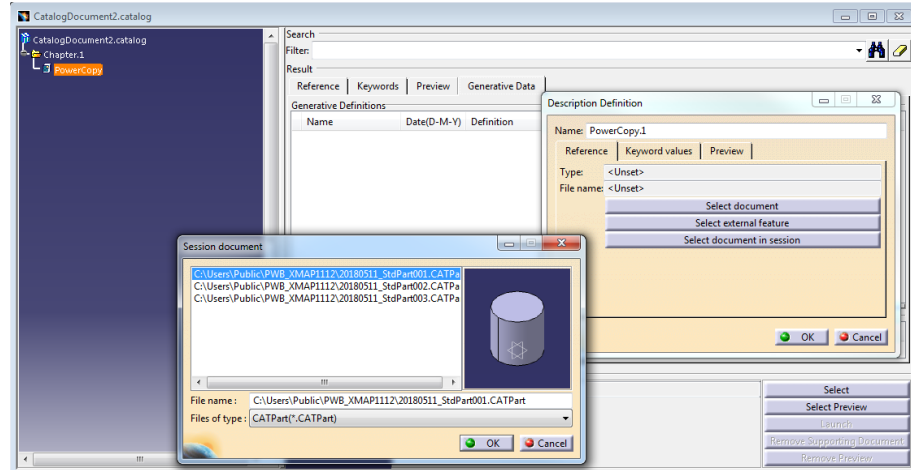 CatalogDocument2.catalog
CatalogDocument2.catalog
Chapter.1
PowerCopy
Search
Filter:
Result
Reference Keywords Preview Generative Data
Generative Definitions
Name Date(D-M-Y) Definition
Description Definition
Name: PowerCopy.1
Reference Keyword values Preview
Type: <Unset>
File name: <Unset>
Select document
Select external feature
Select document in session
OK Cancel
Session document
C:\Users\Public\PWB_XMAP1112\20180511_StdPart001.CATPa
C:\Users\Public\PWB_XMAP1112\20180511_StdPart002.CATPa
C:\Users\Public\PWB_XMAP1112\20180511_StdPart003.CATPa
File name : C:\Users\Public\PWB_XMAP1112\20180511_StdPart001.CATPart
Files of type : CATPart(*.CATPart)
OK Cancel
Select
Select Preview
Launch
Remove Supporting Document
Remove Preview